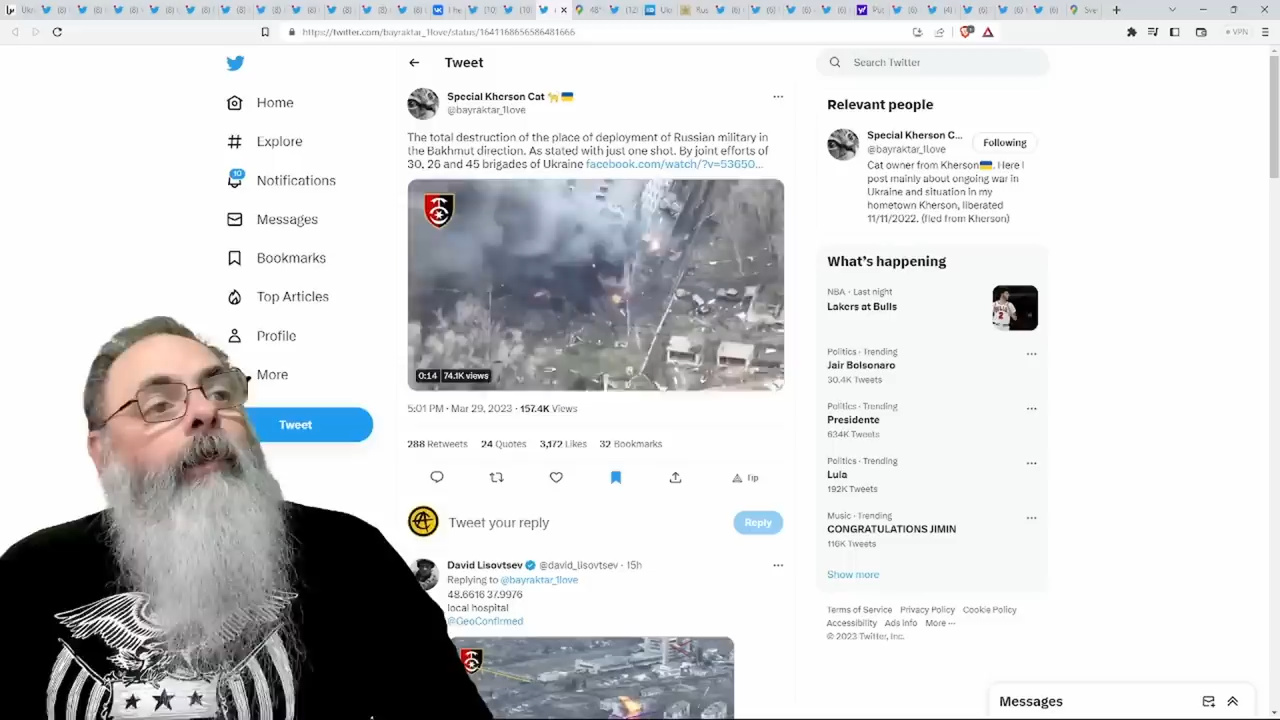 https://twitter.com/bayraktar_1love/status/1641168656586481666
VPN
Home
Explore
10
Notifications
Messages
Bookmarks
Top Articles
Profile
More
Tweet
Tweet
Special Kherson Cat
@bayraktar_1love
The total destruction of the place of deployment of Russian military in
the Bakhmut direction. As stated with just one shot. By joint efforts of
30, 26 and 45 brigades of Ukraine facebook.com/watch/?v=53650...
0:14 74.1K views
5:01 PM · Mar 29, 2023 · 157.4K Views
288 Retweets 24 Quotes 3,172 Likes 32 Bookmarks
Tip
Tweet your reply
Reply
David Lisovtsev @david_lisovtsev · 15h
Replying to @bayraktar_1love
48.6616 37.9976
local hospital
@GeoConfirmed
Search Twitter
Relevant people
Special Kherson C...
@bayraktar_1love
Following
Cat owner from Kherson. Here I
post mainly about ongoing war in
Ukraine and situation in my
hometown Kherson, liberated
11/11/2022. (fled from Kherson)
What's happening
NBA · Last night
Lakers at Bulls
Politics · Trending
Jair Bolsonaro
30.4K Tweets
Politics · Trending
Presidente
634K Tweets
Politics · Trending
Lula
192K Tweets
Music · Trending
CONGRATULATIONS JIMIN
116K Tweets
Show more
Terms of Service Privacy Policy Cookie Policy
Accessibility Ads info More ...
© 2023 Twitter, Inc.
Messages